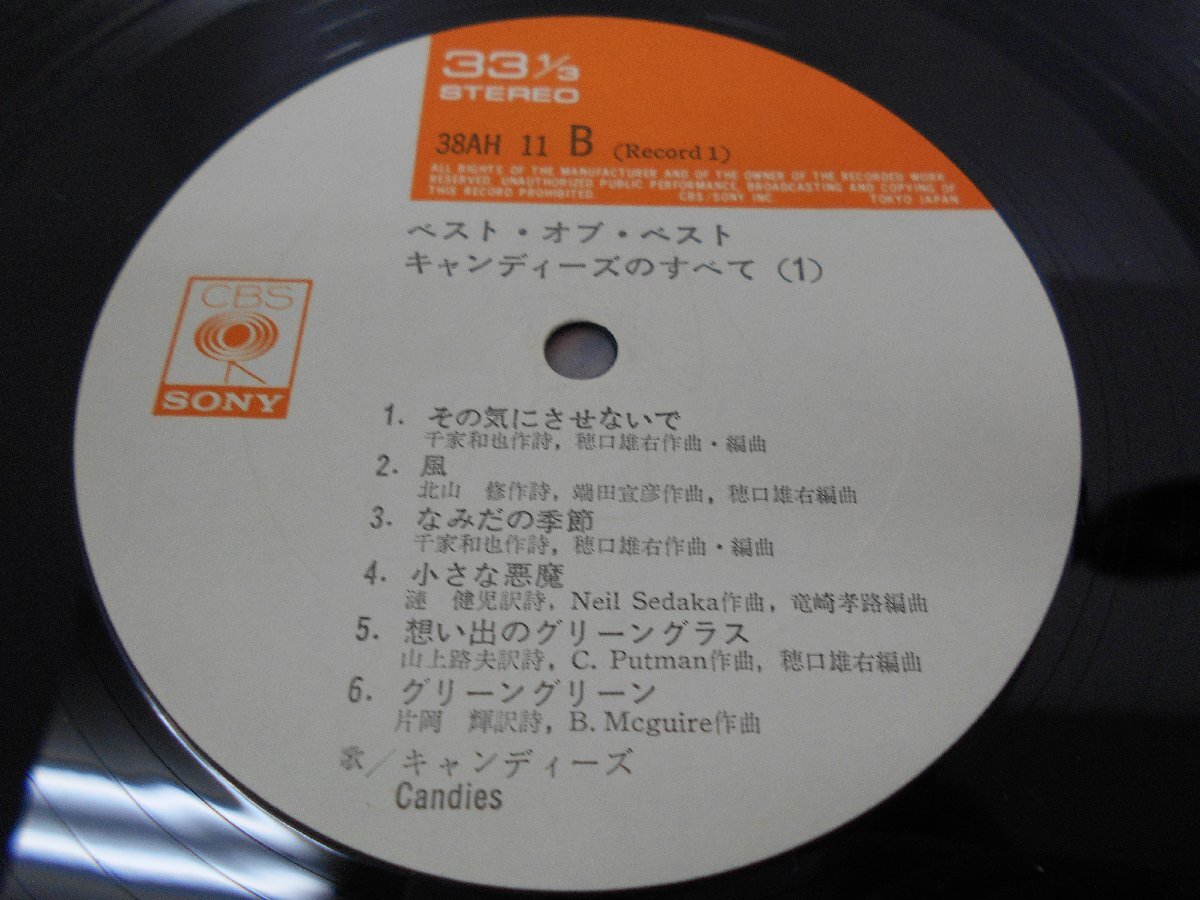 33 1/3
STEREO
38AH 11 B (Record 1)
ALL RIGHTS OF THE MANUFACTURER AND OF THE OWNER OF THE RECORDED WORK
RESERVED. UNAUTHORIZED PUBLIC PERFORMANCE, BROADCASTING AND COPYING OF
THIS RECORD PROHIBITED. CBS/SONY INC. TOKYO JAPAN
ベスト・オブ・ベスト
キャンディーズのすべて (1)
CBS
SONY
1. その気にさせないで
千家和也作詩, 穂口雄右作曲・編曲
2. 風
北山 修作詩, 端田宣彦作曲, 穂口雄右編曲
3. なみだの季節
千家和也作詩, 穂口雄右作曲・編曲
4. 小さな悪魔
漣 健児訳詩, Neil Sedaka作曲, 竜崎孝路編曲
5. 想い出のグリーングラス
山上路夫訳詩, C. Putman作曲, 穂口雄右編曲
6. グリーングリーン
片岡 輝訳詩, B. Mcguire作曲
歌/キャンディーズ
Candies